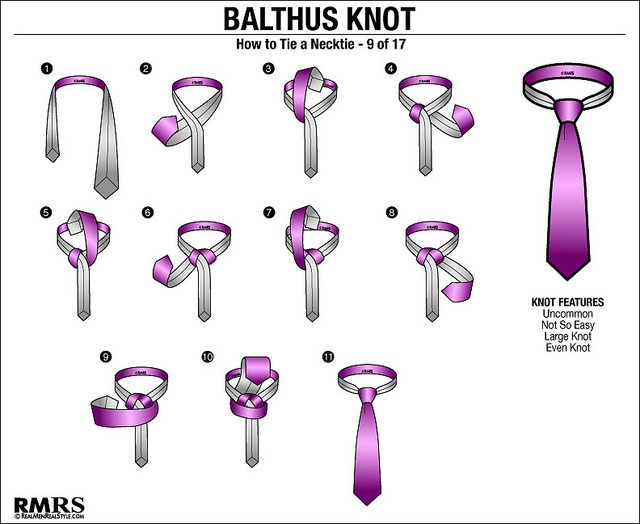 BALTHUS KNOT
How to Tie a Necktie - 9 of 17
1
2
3
4
5
6
7
8
9
10
11
KNOT FEATURES
Uncommon
Not So Easy
Large Knot
Even Knot
RMRS
© REALMENREALSTYLE.COM